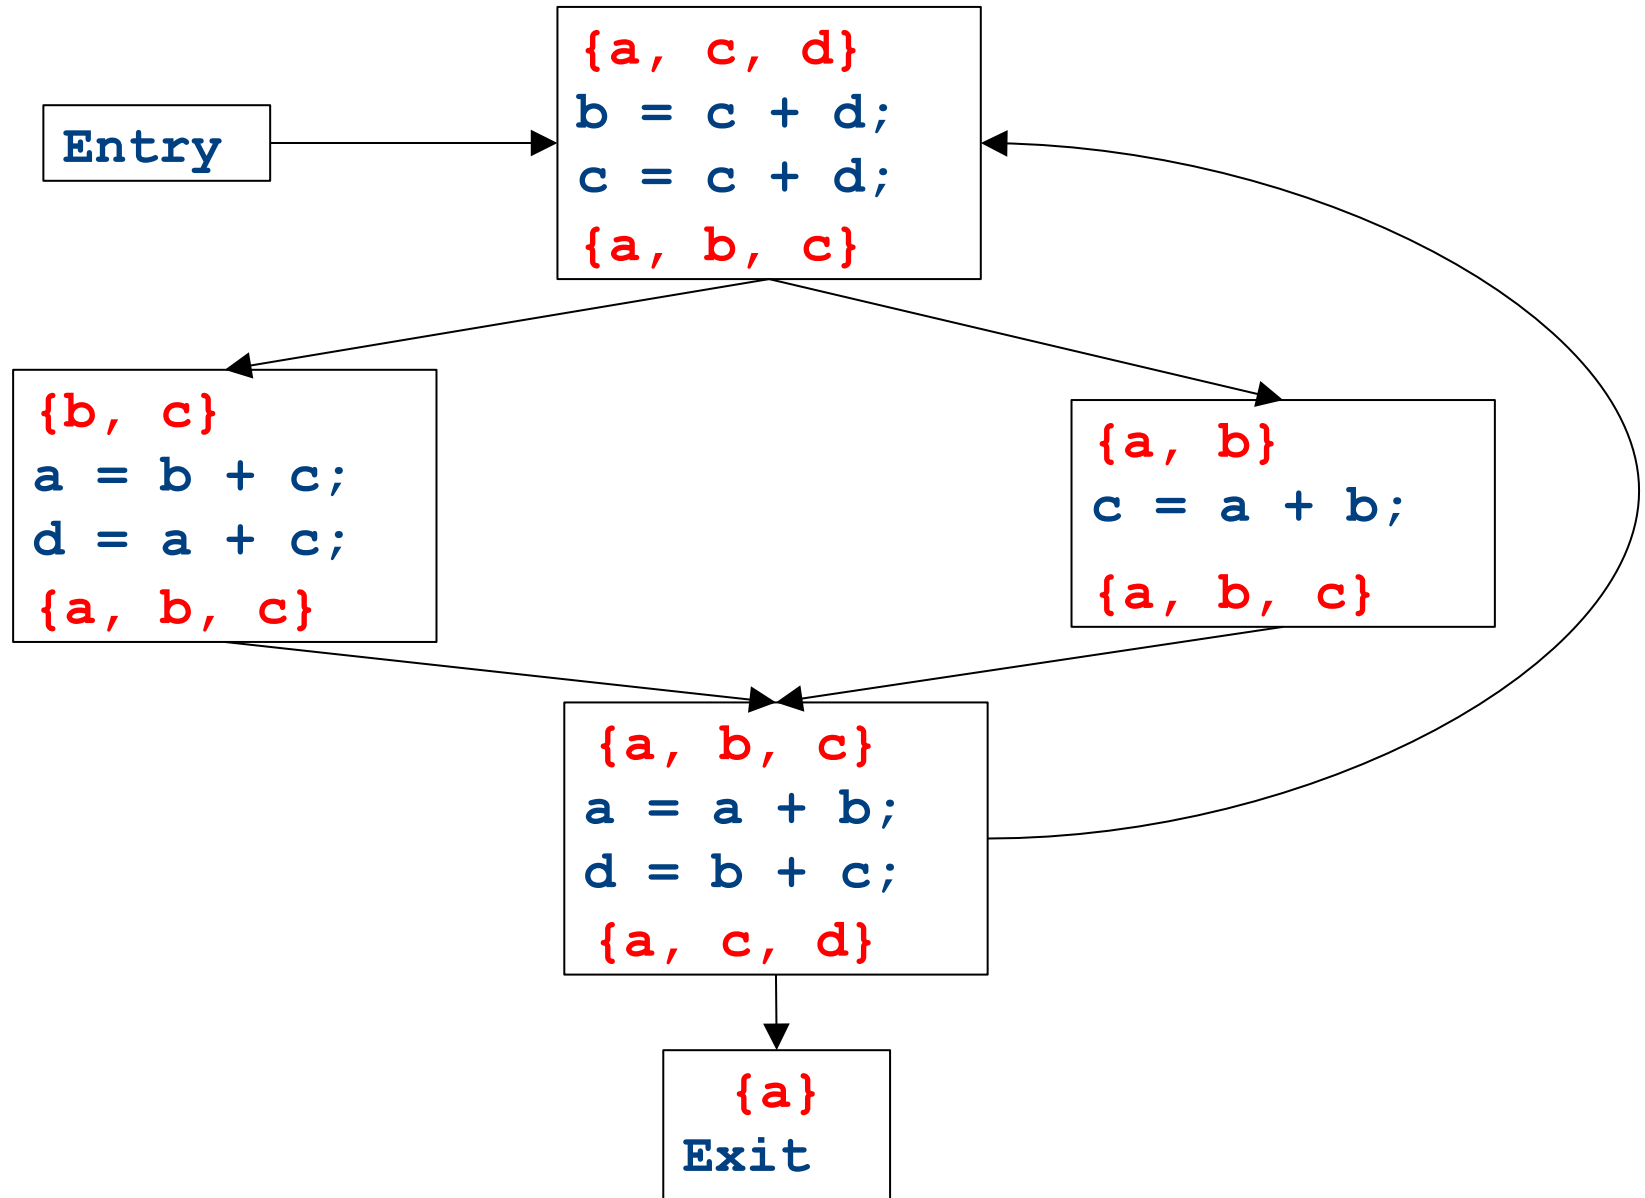 {a, c, d}
b = c + d;
c = c + d;
{a, b, c}
Entry
{b, c}
a = b + c;
d = a + c;
{a, b, c}
{a, b}
c = a + b;
{a, b, c}
{a, b, c}
a = a + b;
d = b + c;
{a, c, d}
{a}
Exit